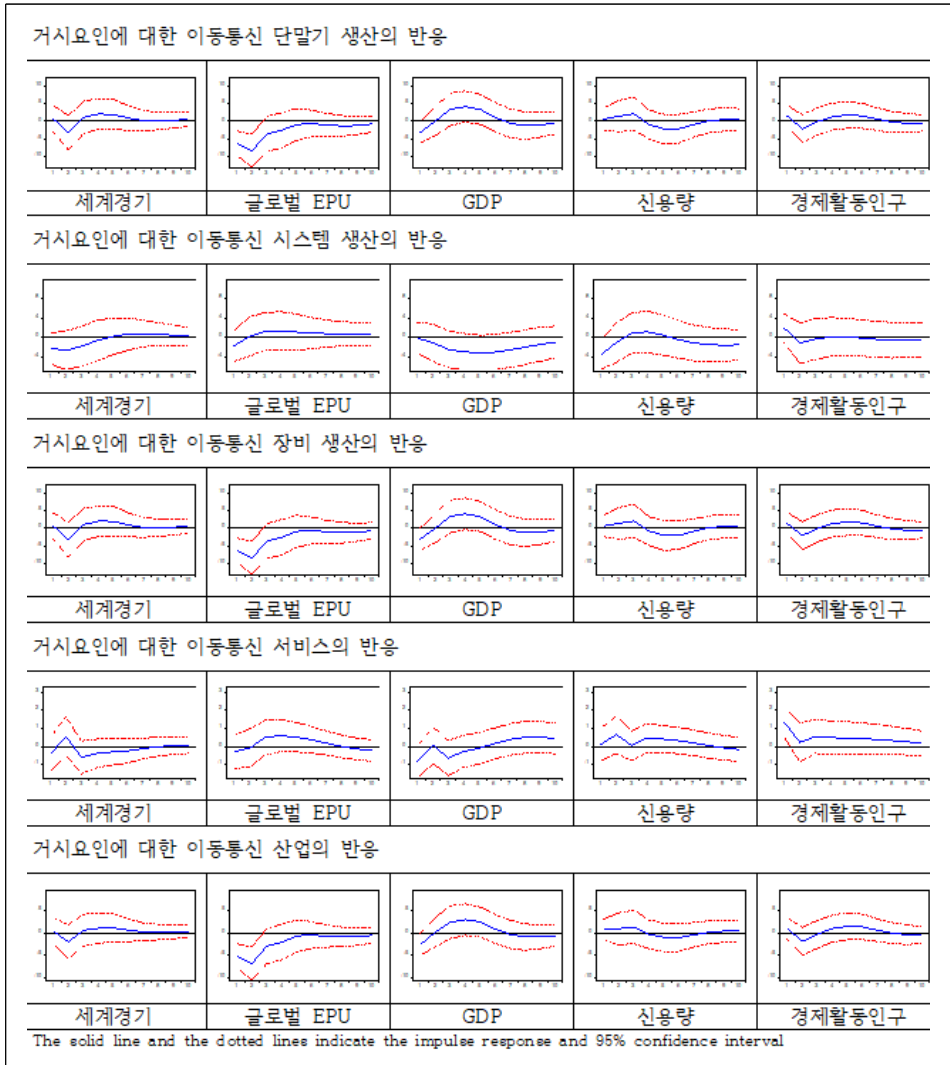 거시요인에 대한 이동통신 단말기 생산의 반응
세계경기 글로벌 EPU GDP 신용량 경제활동인구
거시요인에 대한 이동통신 시스템 생산의 반응
세계경기 글로벌 EPU GDP 신용량 경제활동인구
거시요인에 대한 이동통신 장비 생산의 반응
세계경기 글로벌 EPU GDP 신용량 경제활동인구
거시요인에 대한 이동통신 서비스의 반응
세계경기 글로벌 EPU GDP 신용량 경제활동인구
거시요인에 대한 이동통신 산업의 반응
세계경기 글로벌 EPU GDP 신용량 경제활동인구
The solid line and the dotted lines indicate the impulse response and 95% confidence interval